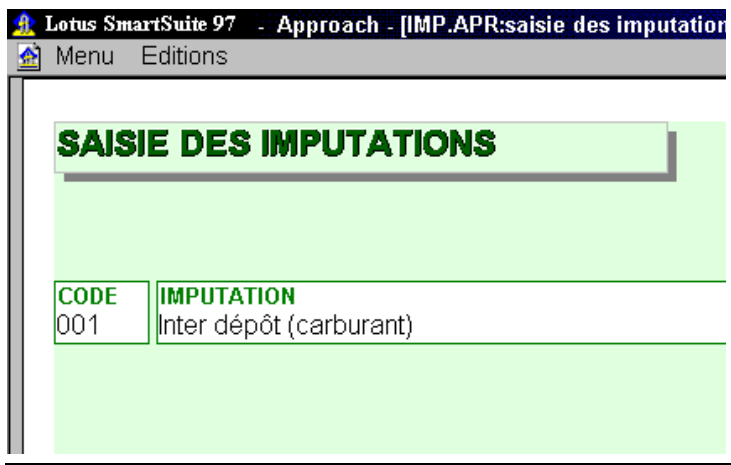 Lotus SmartSuite 97 - Approach - [IMP.APR:saisie des imputation
Menu Editions
SAISIE DES IMPUTATIONS
CODE IMPUTATION
001 Inter dépôt (carburant)